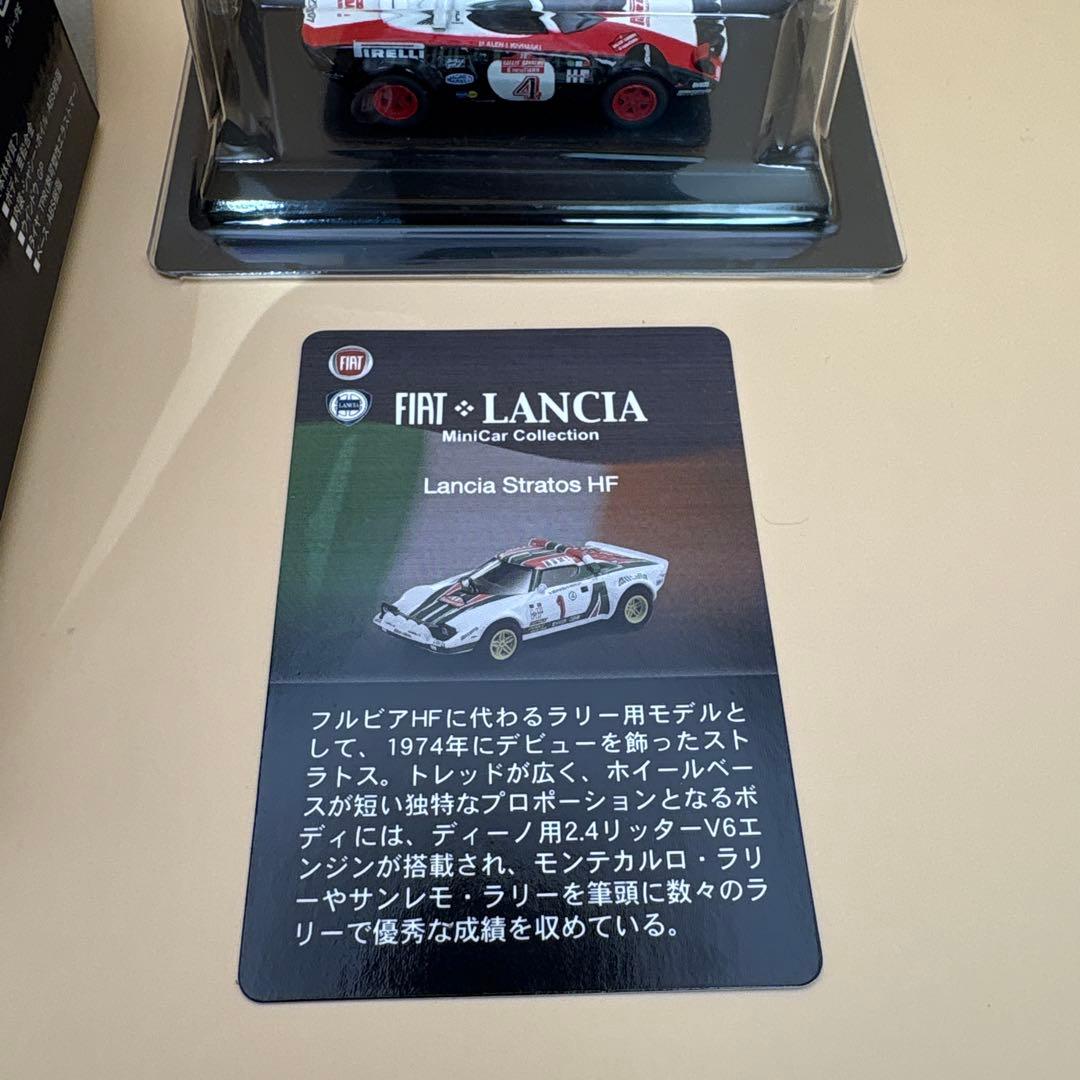 PIRELLI
4
HF
FIAT
LANCIA
FIAT LANCIA
MiniCar Collection
Lancia Stratos HF
Alitalia
1
フルビアHFに代わるラリー用モデルと
して、1974年にデビューを飾ったスト
ラトス。トレッドが広く、ホイールベー
スが短い独特なプロポーションとなるボ
ディには、ディーノ用2.4リッターV6エ
ンジンが搭載され、モンテカルロ・ラリ
ーやサンレモ・ラリーを筆頭に数々のラ
リーで優秀な成績を収めている。